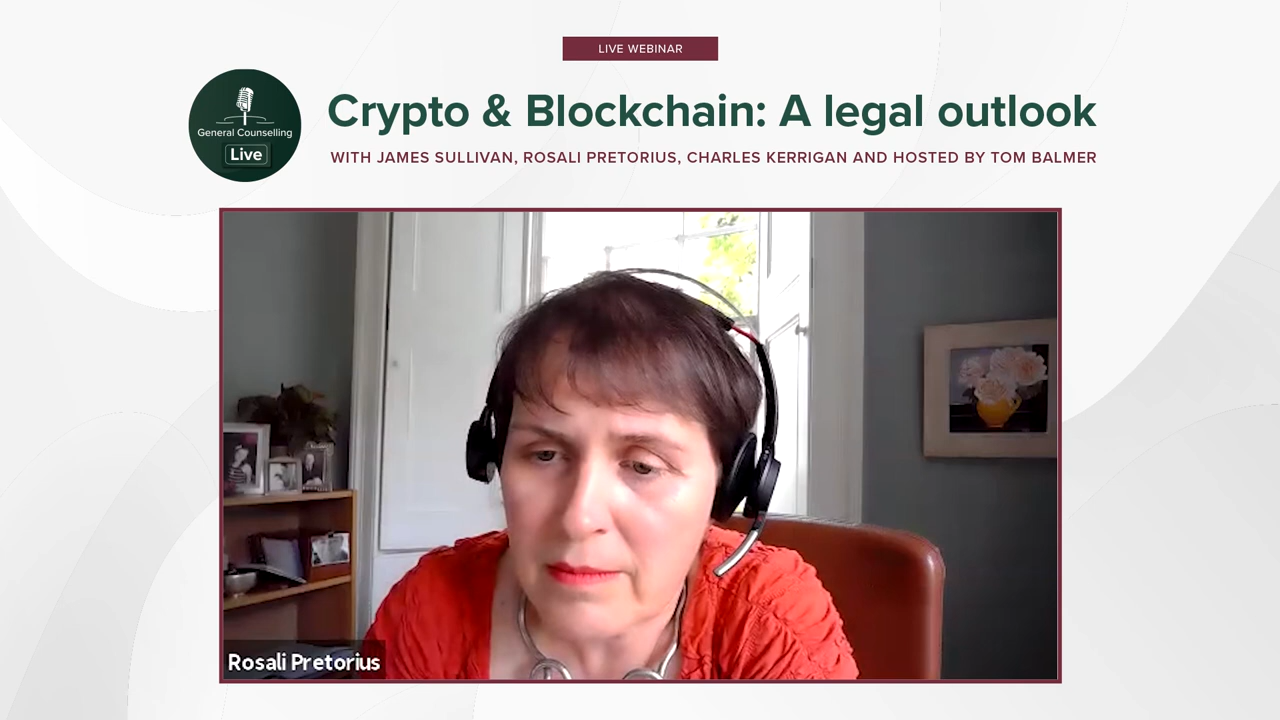 LIVE WEBINAR
General Counselling
Live
Crypto & Blockchain: A legal outlook
WITH JAMES SULLIVAN, ROSALI PRETORIUS, CHARLES KERRIGAN AND HOSTED BY TOM BALMER
Rosali Pretorius